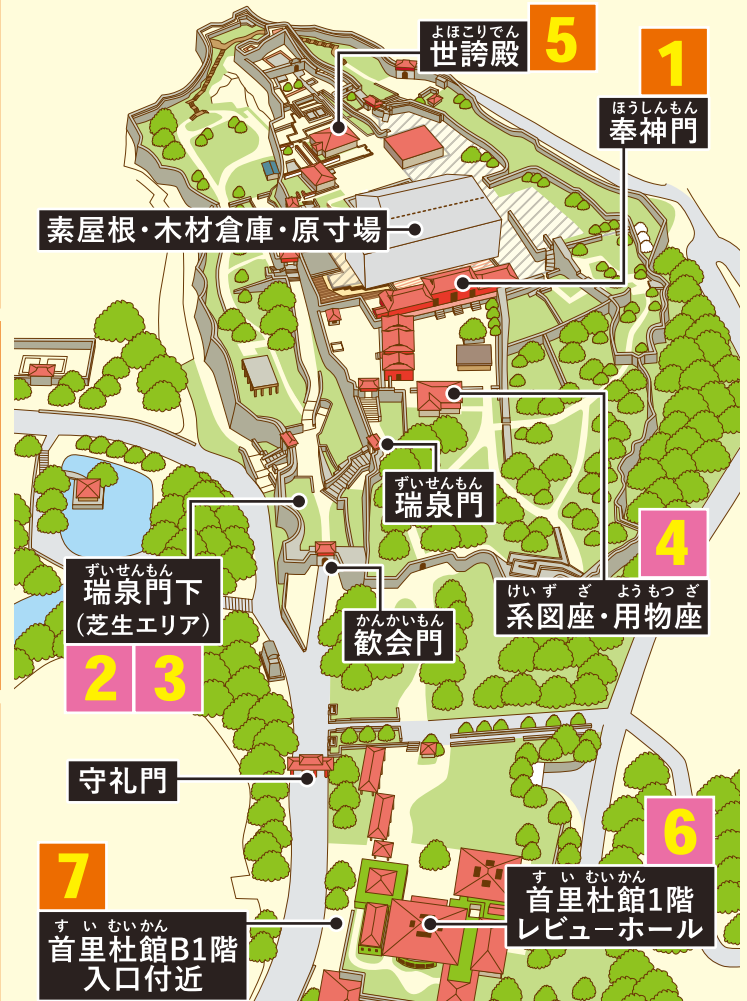 よほこりでん
世誇殿
5
1
ほうしんもん
奉神門
素屋根・木材倉庫・原寸場
ずいせんもん
瑞泉門
4
けいずざ ようもつざ
系図座・用物座
ずいせんもん
瑞泉門下
(芝生エリア)
2 3
かんかいもん
歓会門
守礼門
6
すいむいかん
首里杜館1階
レビューホール
7
すいむいかん
首里杜館B1階
入口付近